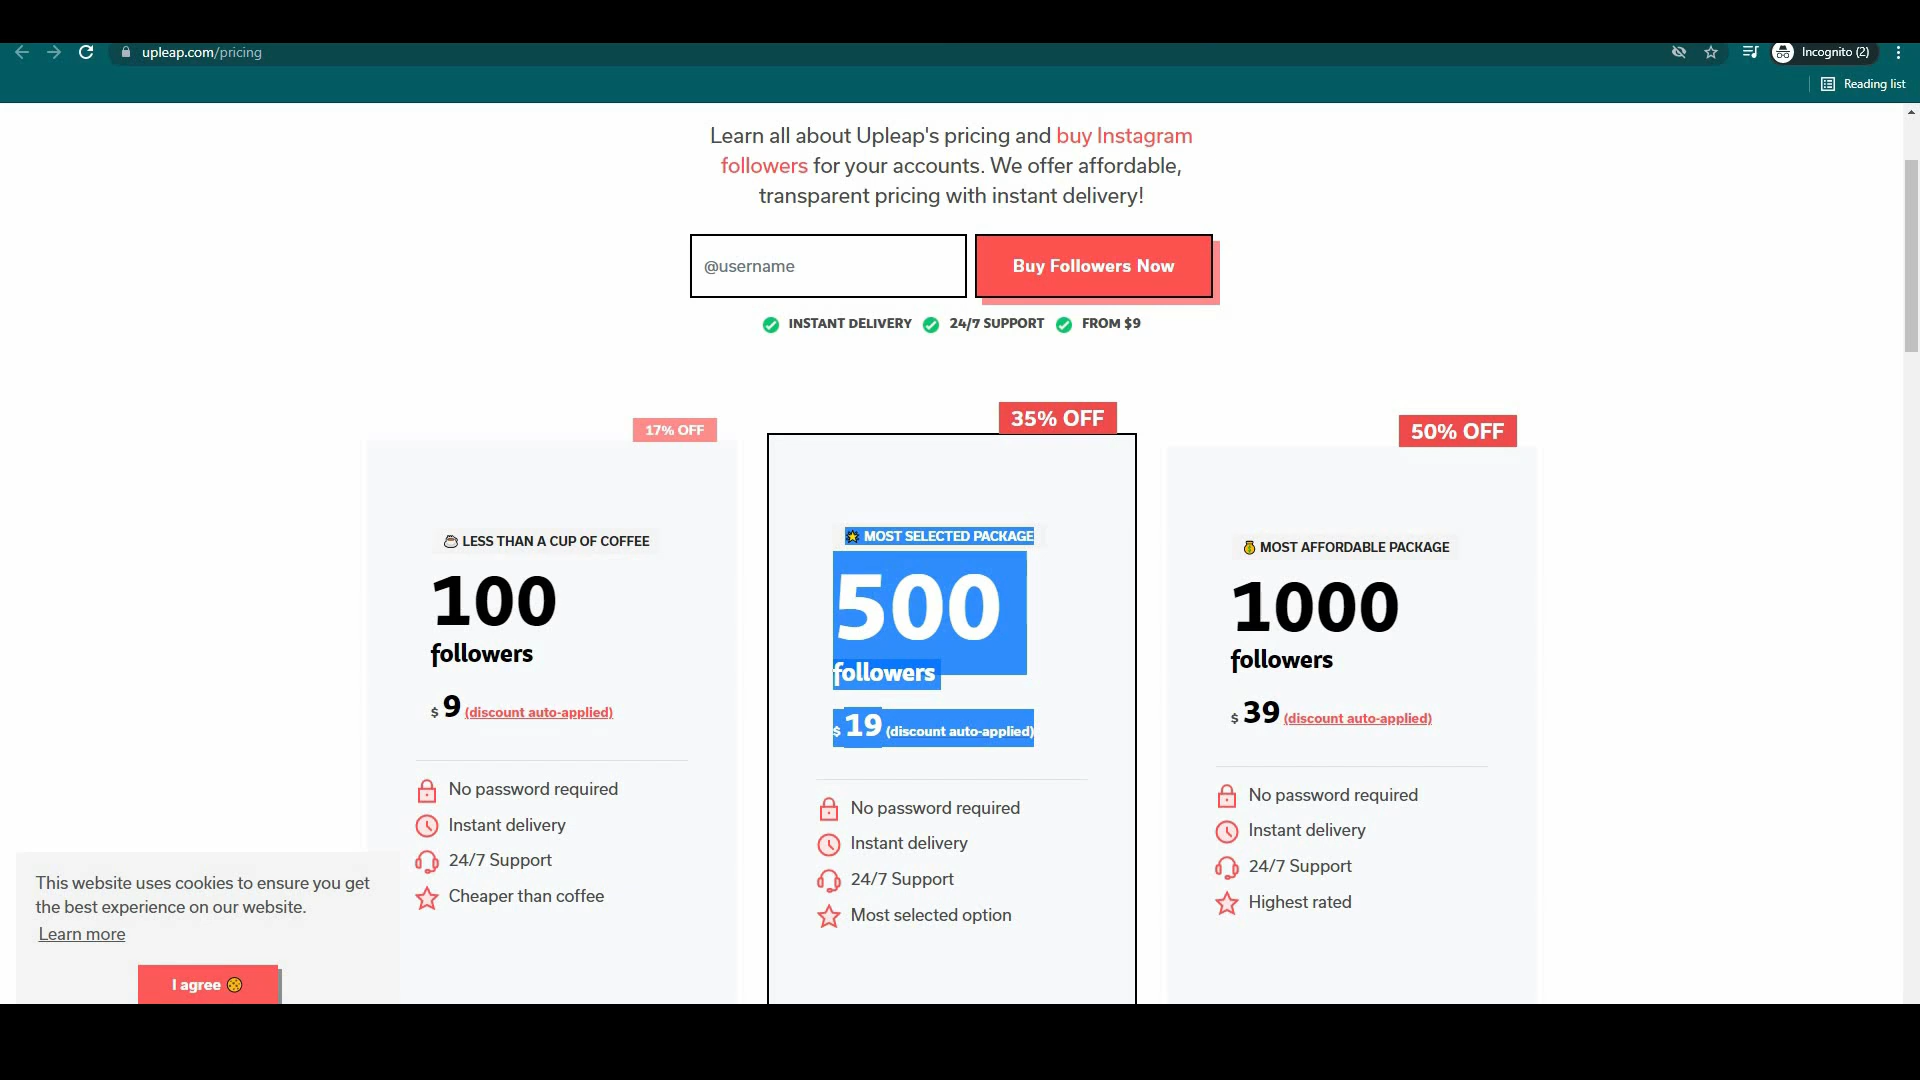 upleap.com/pricing
Incognito (2)
Reading list
Learn all about Upleap's pricing and buy Instagram
followers for your accounts. We offer affordable,
transparent pricing with instant delivery!
@username
Buy Followers Now
INSTANT DELIVERY
24/7 SUPPORT
FROM $9
17% OFF
LESS THAN A CUP OF COFFEE
100
followers
$ 9 (discount auto-applied)
No password required
Instant delivery
24/7 Support
Cheaper than coffee
35% OFF
MOST SELECTED PACKAGE
500
followers
$ 19 (discount auto-applied)
No password required
Instant delivery
24/7 Support
Most selected option
50% OFF
MOST AFFORDABLE PACKAGE
1000
followers
$ 39 (discount auto-applied)
No password required
Instant delivery
24/7 Support
Highest rated
This website uses cookies to ensure you get
the best experience on our website.
Learn more
I agree